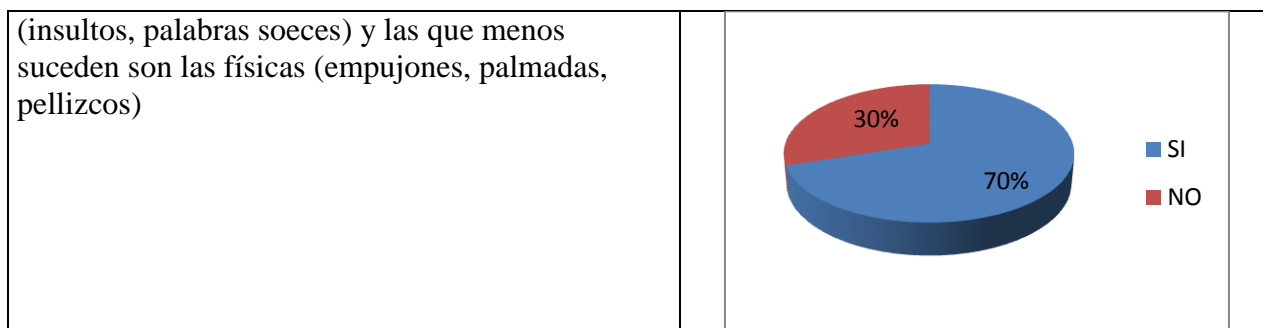 (insultos, palabras soeces) y las que menos
suceden son las físicas (empujones, palmadas,
pellizcos)
30%
70%
SI
NO